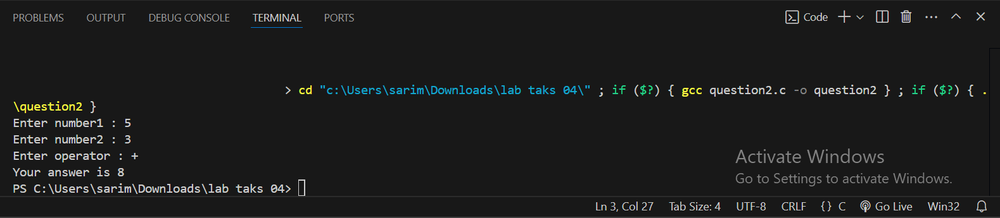 PROBLEMS OUTPUT DEBUG CONSOLE TERMINAL PORTS Code
> cd "c:\Users\sarim\Downloads\lab taks 04\" ; if ($?) { gcc question2.c -o question2 } ; if ($?) { .
\question2 }
Enter number1 : 5
Enter number2 : 3
Enter operator : +
Your answer is 8
PS C:\Users\sarim\Downloads\lab taks 04>
Activate Windows
Go to Settings to activate Windows.
Ln 3, Col 27 Tab Size: 4 UTF-8 CRLF {} C Go Live Win32